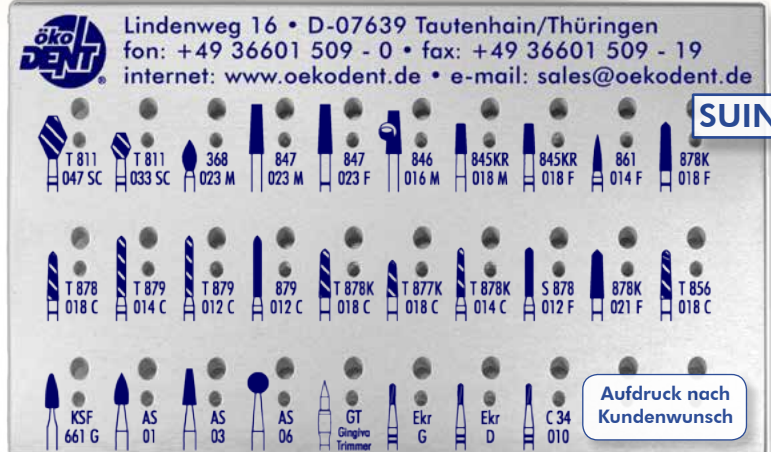 öko
DENT
®
Lindenweg 16 • D-07639 Tautenhain/Thüringen
fon: +49 36601 509 - 0 • fax: +49 36601 509 - 19
internet: www.oekodent.de • e-mail: sales@oekodent.de
SUIN
T 811 T 811 368 847 847 846 845KR 845KR 861 878K
047 SC 033 SC 023 M 023 M 023 F 016 M 018 M 018 F 014 F 018 F
T 878 T 879 T 879 879 T 878K T 877K T 878K S 878 878K T 856
018 C 014 C 012 C 012 C 018 C 018 C 014 C 012 F 021 F 018 C
KSF AS AS AS GT Ekr Ekr C 34
661 G 01 03 06 Gingiva G D 010
Trimmer
Aufdruck nach
Kundenwunsch